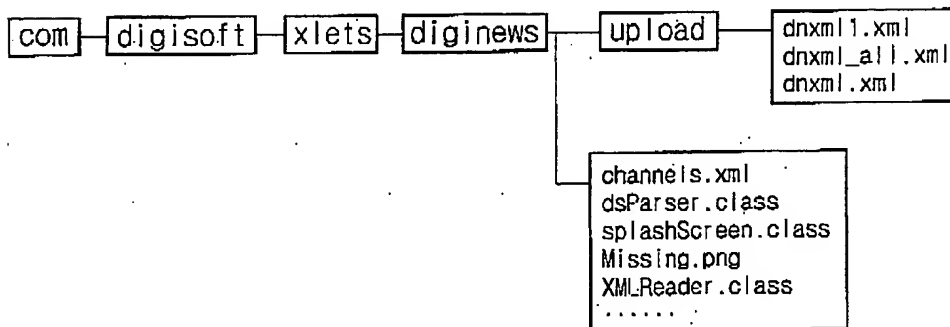 com digisoft xlets diginews upload
dnxml1.xml
dnxml_all.xml
dnxml.xml
channels.xml
dsParser.class
splashScreen.class
Missing.png
XMLReader.class
......